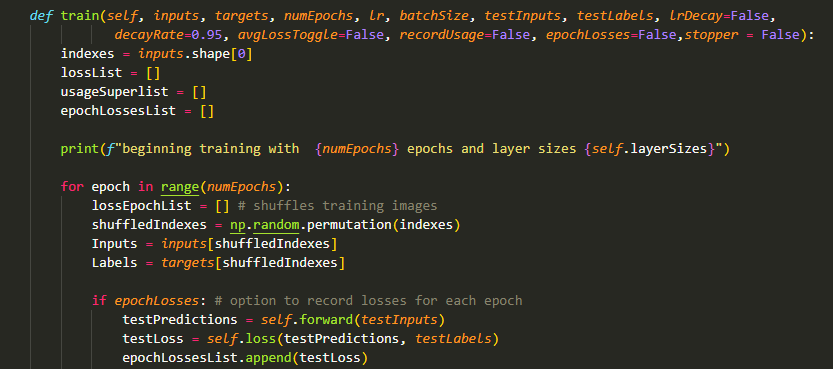 def train(self, inputs, targets, numEpochs, lr, batchSize, testInputs, testLabels, lrDecay=False,
decayRate=0.95, avgLossToggle=False, recordUsage=False, epochLosses=False,stopper = False):
indexes = inputs.shape[0]
lossList = []
usageSuperlist = []
epochLossesList = []
print(f"beginning training with  {numEpochs} epochs and layer sizes {self.layerSizes}")
for epoch in range(numEpochs):
lossEpochList = [] # shuffles training images
shuffledIndexes = np.random.permutation(indexes)
Inputs = inputs[shuffledIndexes]
Labels = targets[shuffledIndexes]
if epochLosses: # option to record losses for each epoch
testPredictions = self.forward(testInputs)
testLoss = self.loss(testPredictions, testLabels)
epochLossesList.append(testLoss)